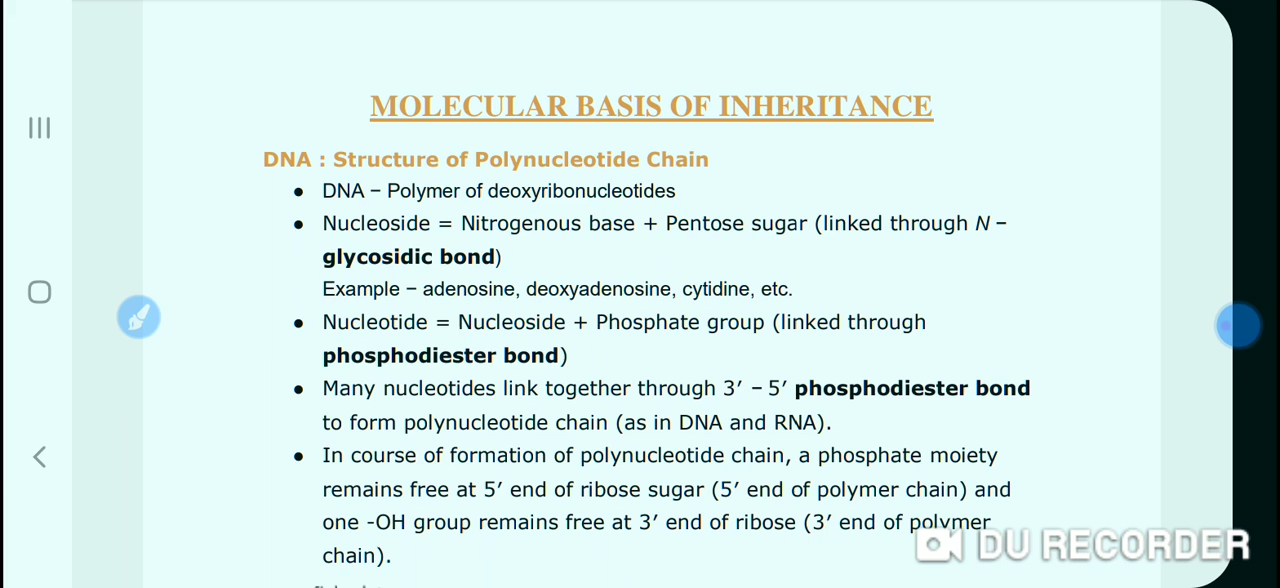 MOLECULAR BASIS OF INHERITANCE
DNA : Structure of Polynucleotide Chain
● DNA − Polymer of deoxyribonucleotides
● Nucleoside = Nitrogenous base + Pentose sugar (linked through N −
glycosidic bond)
Example − adenosine, deoxyadenosine, cytidine, etc.
● Nucleotide = Nucleoside + Phosphate group (linked through
phosphodiester bond)
● Many nucleotides link together through 3′ − 5′ phosphodiester bond
to form polynucleotide chain (as in DNA and RNA).
● In course of formation of polynucleotide chain, a phosphate moiety
remains free at 5′ end of ribose sugar (5′ end of polymer chain) and
one -OH group remains free at 3′ end of ribose (3′ end of polymer
chain).
DU RECORDER